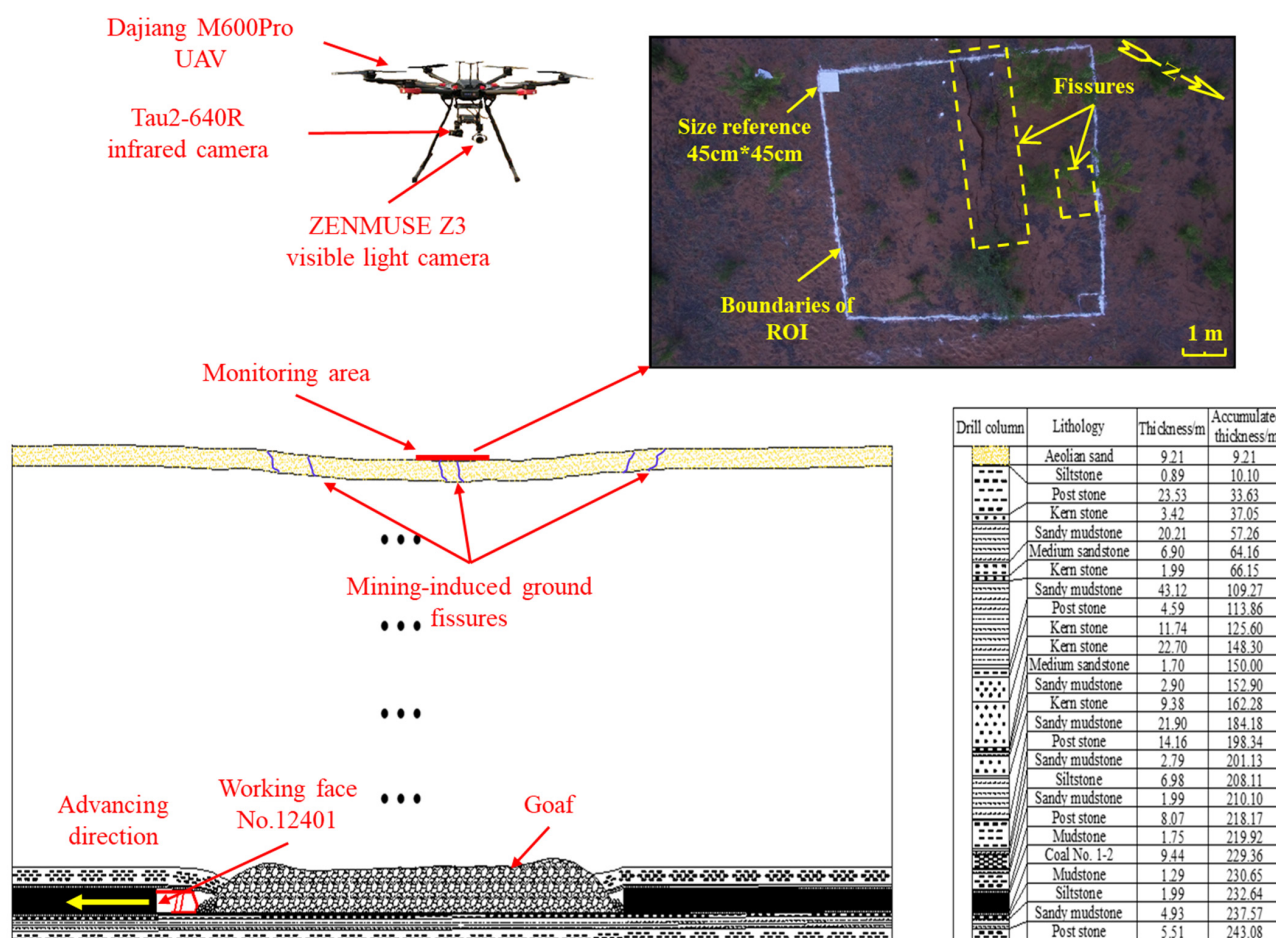 Dajiang M600Pro
UAV
Tau2-640R
infrared camera
ZENMUSE Z3
visible light camera
Size reference
45cm*45cm
Fissures
Z
Boundaries of
ROI
1 m
Monitoring area
Mining-induced ground
fissures
Advancing
direction
Working face
No.12401
Goaf
Drill column Lithology Thickness/m Accumulated
thickness/m
Aeolian sand 9.21 9.21
Siltstone 0.89 10.10
Post stone 23.53 33.63
Kern stone 3.42 37.05
Sandy mudstone 20.21 57.26
Medium sandstone 6.90 64.16
Kern stone 1.99 66.15
Sandy mudstone 43.12 109.27
Post stone 4.59 113.86
Kern stone 11.74 125.60
Kern stone 22.70 148.30
Medium sandstone 1.70 150.00
Sandy mudstone 2.90 152.90
Kern stone 9.38 162.28
Sandy mudstone 21.90 184.18
Post stone 14.16 198.34
Sandy mudstone 2.79 201.13
Siltstone 6.98 208.11
Sandy mudstone 1.99 210.10
Post stone 8.07 218.17
Mudstone 1.75 219.92
Coal No. 1-2 9.44 229.36
Mudstone 1.29 230.65
Siltstone 1.99 232.64
Sandy mudstone 4.93 237.57
Post stone 5.51 243.08